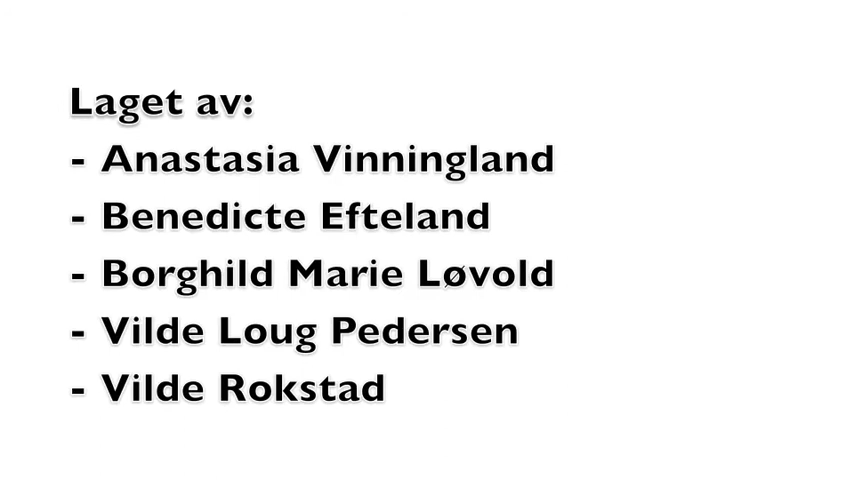 Laget av:
- Anastasia Vinningland
- Benedicte Efteland
- Borghild Marie Løvold
- Vilde Loug Pedersen
- Vilde Rokstad